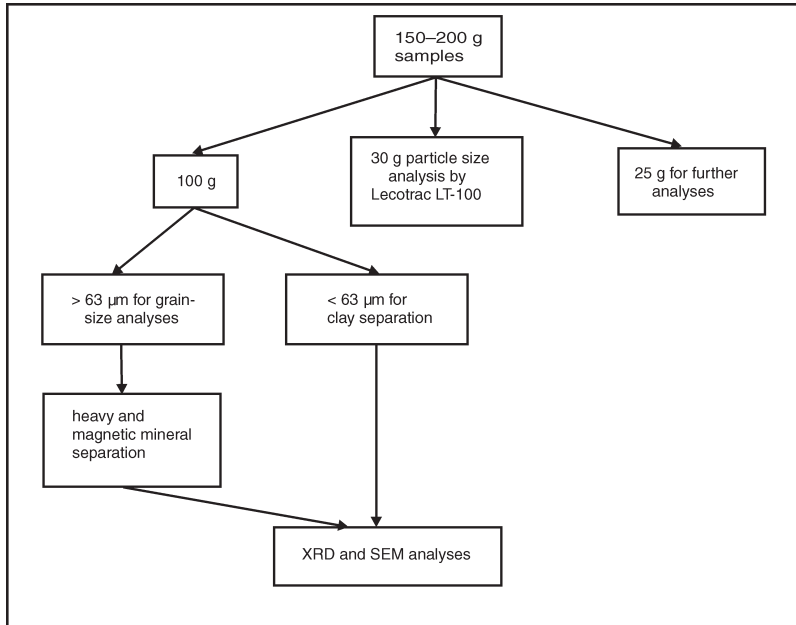 150–200 g
samples
100 g
30 g particle size
analysis by
Lecotrac LT-100
25 g for further
analyses
> 63 µm for grain-
size analyses
< 63 µm for
clay separation
heavy and
magnetic mineral
separation
XRD and SEM analyses